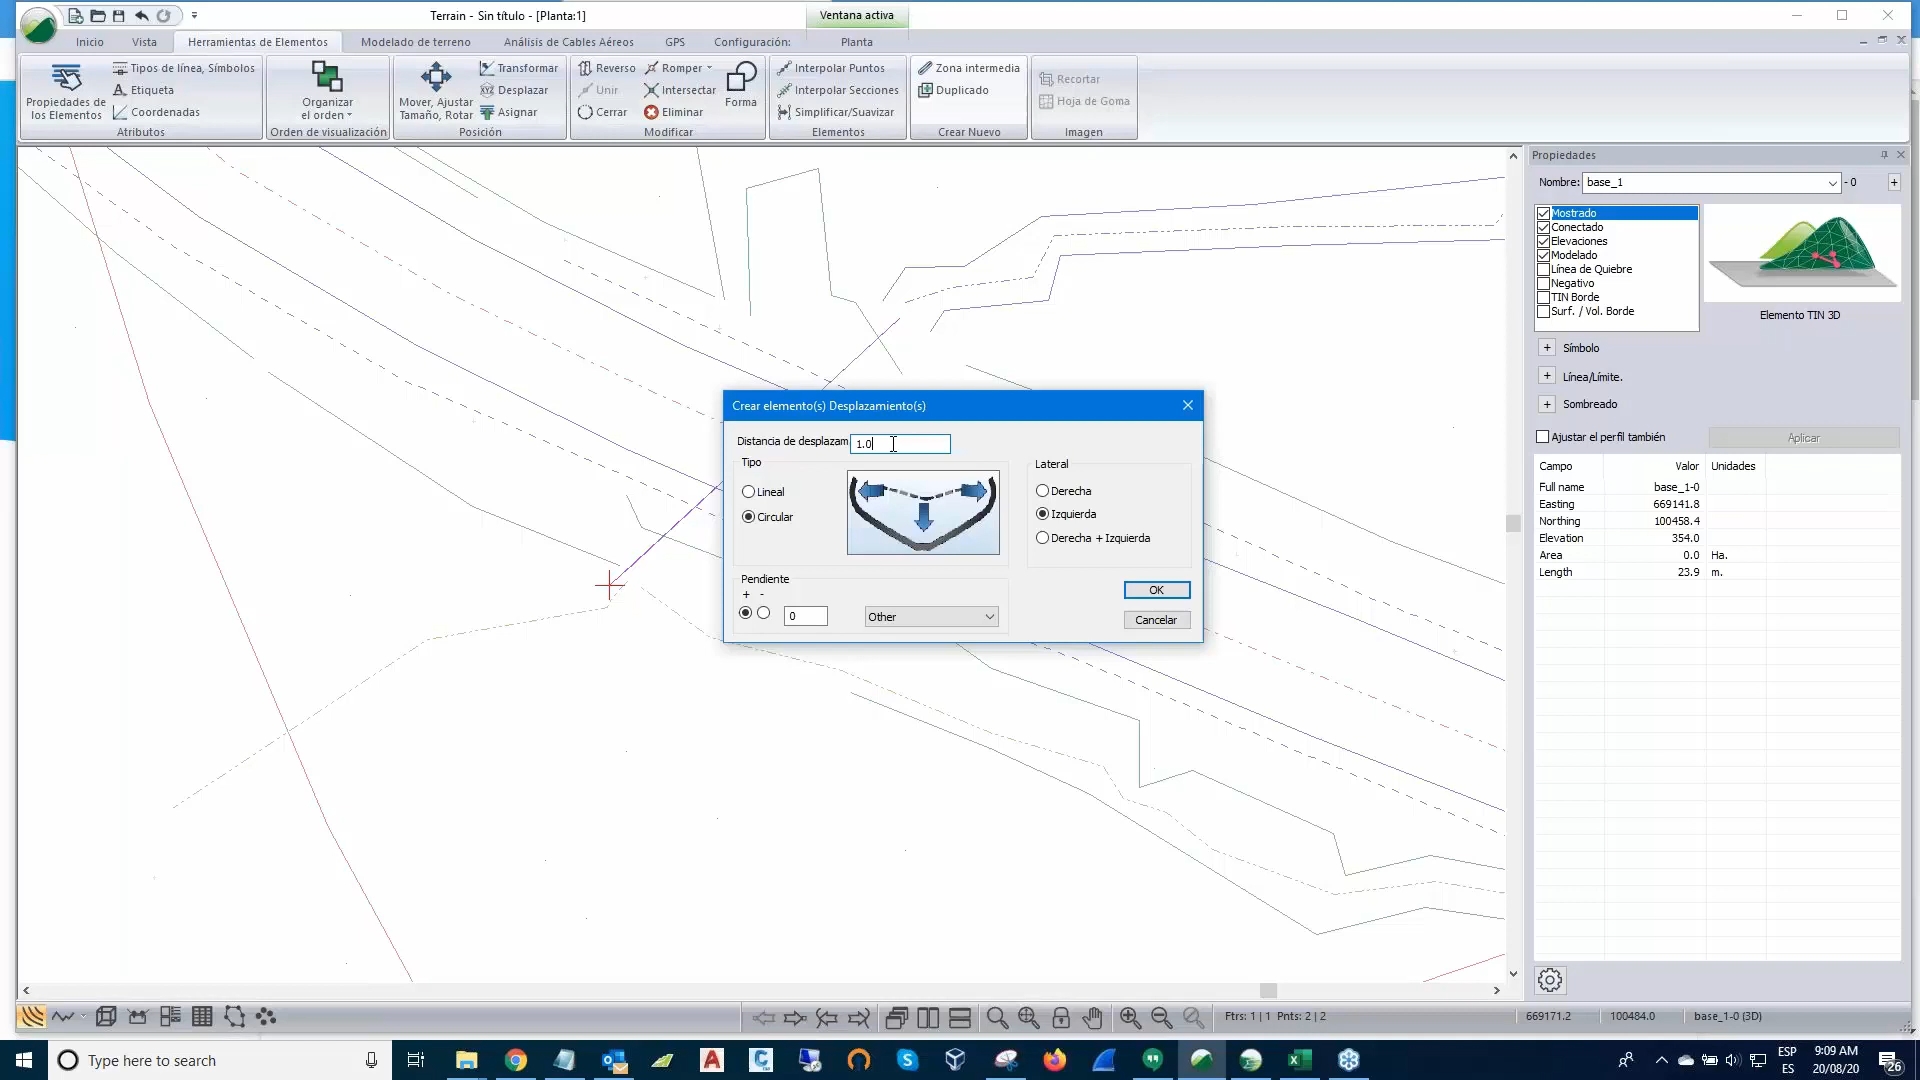 Terrain - Sin título - [Planta:1]
Ventana activa
Inicio
Vista
Herramientas de Elementos
Modelado de terreno
Análisis de Cables Aéreos
GPS
Configuración:
Planta
Propiedades de los Elementos
Tipos de línea, Símbolos
Etiqueta
Coordenadas
Atributos
Organizar el orden
Orden de visualización
Mover, Ajustar Tamaño, Rotar
Transformar
Desplazar
Asignar
Posición
Reverso
Romper
Unir
Intersectar
Cerrar
Eliminar
Forma
Modificar
Interpolar Puntos
Interpolar Secciones
Simplificar/Suavizar
Elementos
Zona intermedia
Duplicado
Crear Nuevo
Recortar
Hoja de Goma
Imagen
Crear elemento(s) Desplazamiento(s)
Distancia de desplazam
1.0
Tipo
Lineal
Circular
Lateral
Derecha
Izquierda
Derecha + Izquierda
Pendiente
+ -
0
Other
OK
Cancelar
Propiedades
Nombre:
base_1
- 0
+
Mostrado
Conectado
Elevaciones
Modelado
Línea de Quiebre
Negativo
TIN Borde
Surf. / Vol. Borde
Elemento TIN 3D
+ Símbolo
+ Línea/Límite.
+ Sombreado
Ajustar el perfil también
Aplicar
Campo Valor Unidades
Full name base_1-0
Easting 669141.8
Northing 100458.4
Elevation 354.0
Area 0.0 Ha.
Length 23.9 m.
Ftrs: 1 | 1 Pnts: 2 | 2
669171.2
100484.0
base_1-0 (3D)
Type here to search
ESP
ES
9:09 AM
20/08/20
26